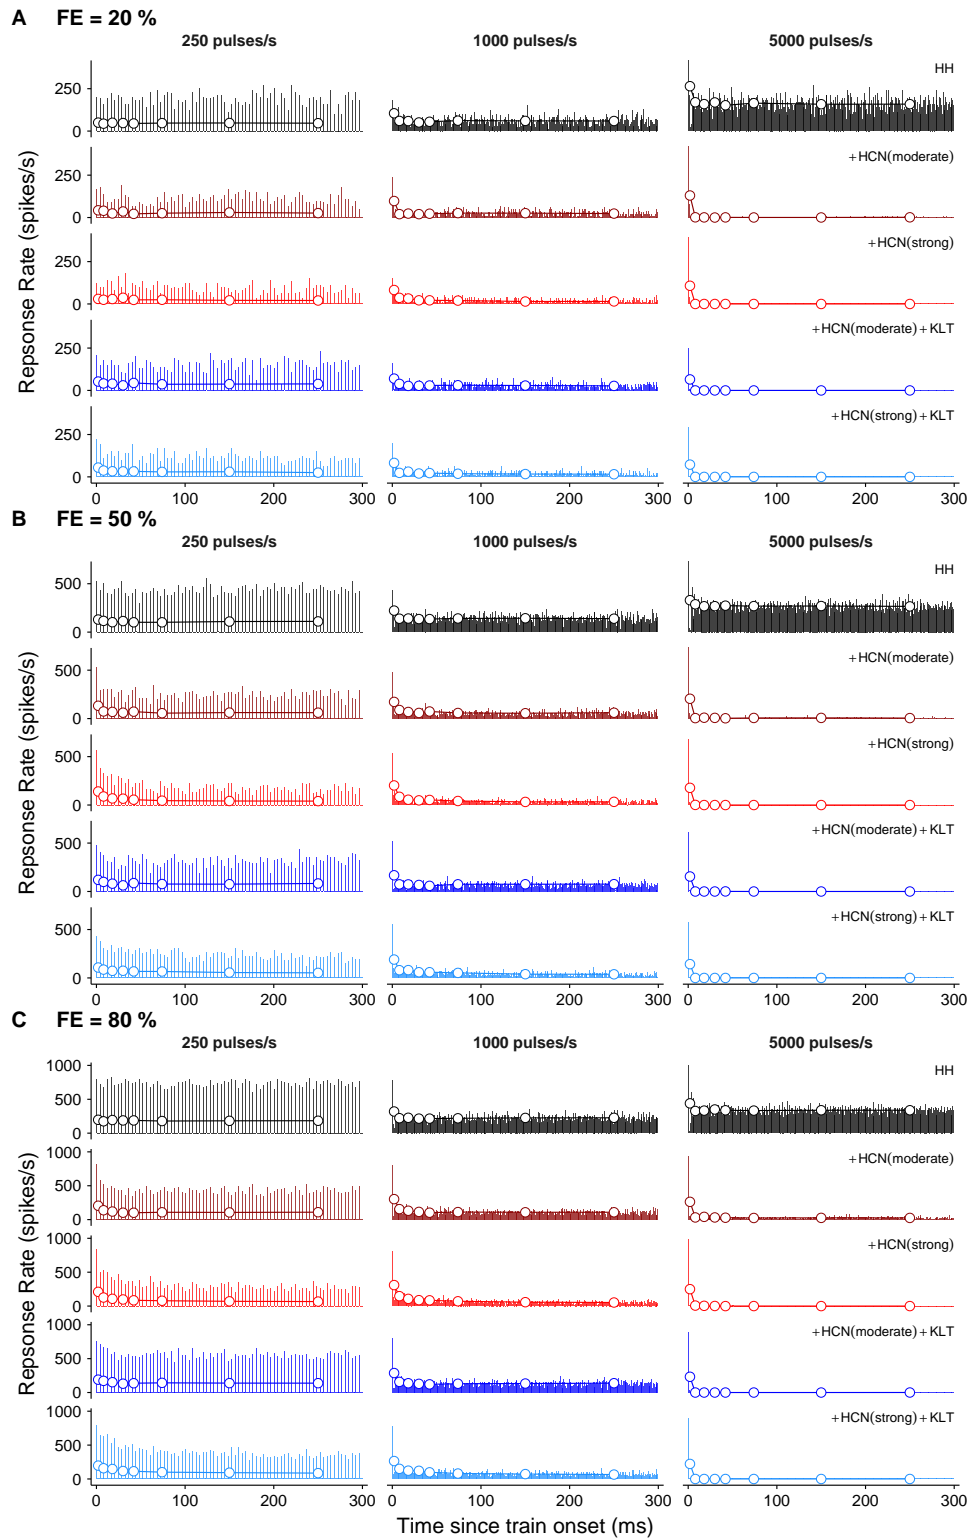 A FE = 20 %
250 pulses/s 1000 pulses/s 5000 pulses/s
HH
250
0
+HCN(moderate)
250
0
+HCN(strong)
250
0
+HCN(moderate)+KLT
250
0
+HCN(strong)+KLT
250
0
0 100 200 300 0 100 200 300 0 100 200 300
Repsonse Rate (spikes/s)
B FE = 50 %
250 pulses/s 1000 pulses/s 5000 pulses/s
HH
500
0
+HCN(moderate)
500
0
+HCN(strong)
500
0
+HCN(moderate)+KLT
500
0
+HCN(strong)+KLT
500
0
0 100 200 300 0 100 200 300 0 100 200 300
Repsonse Rate (spikes/s)
C FE = 80 %
250 pulses/s 1000 pulses/s 5000 pulses/s
1000
HH
500
0
1000
+HCN(moderate)
500
0
1000
+HCN(strong)
500
0
1000
+HCN(moderate)+KLT
500
0
1000
+HCN(strong)+KLT
500
0
0 100 200 300 0 100 200 300 0 100 200 300
Repsonse Rate (spikes/s)
Time since train onset (ms)